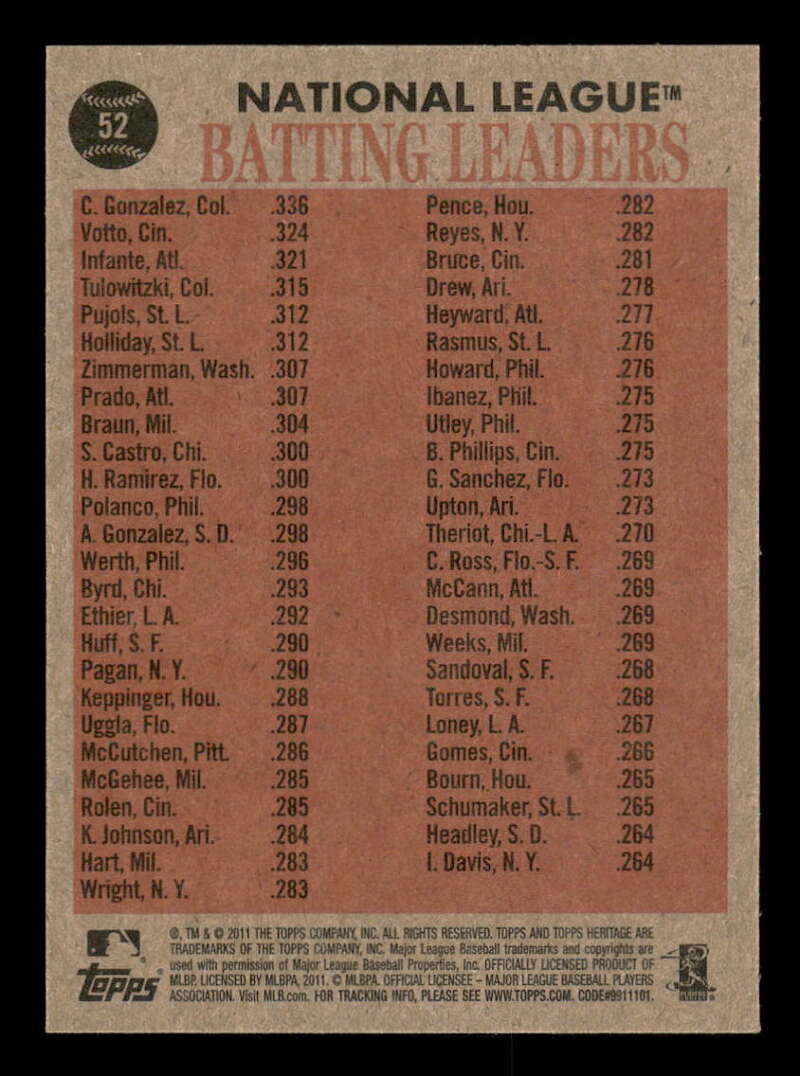 52
NATIONAL LEAGUE™
BATTING LEADERS
C. Gonzalez, Col. .336
Votto, Cin. .324
Infante, Atl. .321
Tulowitzki, Col. .315
Pujols, St. L. .312
Holliday, St. L. .312
Zimmerman, Wash. .307
Prado, Atl. .307
Braun, Mil. .304
S. Castro, Chi. .300
H. Ramirez, Flo. .300
Polanco, Phil. .298
A. Gonzalez, S. D. .298
Werth, Phil. .296
Byrd, Chi. .293
Ethier, L. A. .292
Huff, S. F. .290
Pagan, N. Y. .290
Keppinger, Hou. .288
Uggla, Flo. .287
McCutchen, Pitt. .286
McGehee, Mil. .285
Rolen, Cin. .285
K. Johnson, Ari. .284
Hart, Mil. .283
Wright, N. Y. .283
Pence, Hou. .282
Reyes, N. Y. .282
Bruce, Cin. .281
Drew, Ari. .278
Heyward, Atl. .277
Rasmus, St. L. .276
Howard, Phil. .276
Ibanez, Phil. .275
Utley, Phil. .275
B. Phillips, Cin. .275
G. Sanchez, Flo. .273
Upton, Ari. .273
Theriot, Chi.-L. A. .270
C. Ross, Flo.-S. F. .269
McCann, Atl. .269
Desmond, Wash. .269
Weeks, Mil. .269
Sandoval, S. F. .268
Torres, S. F. .268
Loney, L. A. .267
Gomes, Cin. .266
Bourn, Hou. .265
Schumaker, St. L. .265
Headley, S. D. .264
I. Davis, N. Y. .264
topps®
®, TM & © 2011 THE TOPPS COMPANY, INC. ALL RIGHTS RESERVED. TOPPS AND TOPPS HERITAGE ARE
TRADEMARKS OF THE TOPPS COMPANY, INC. Major League Baseball trademarks and copyrights are
used with permission of Major League Baseball Properties, Inc. OFFICIALLY LICENSED PRODUCT OF
MLBP. LICENSED BY MLBPA, 2011. © MLBPA. OFFICIAL LICENSEE – MAJOR LEAGUE BASEBALL PLAYERS
ASSOCIATION. Visit MLB.com. FOR TRACKING INFO, PLEASE SEE WWW.TOPPS.COM. CODE#9911101.